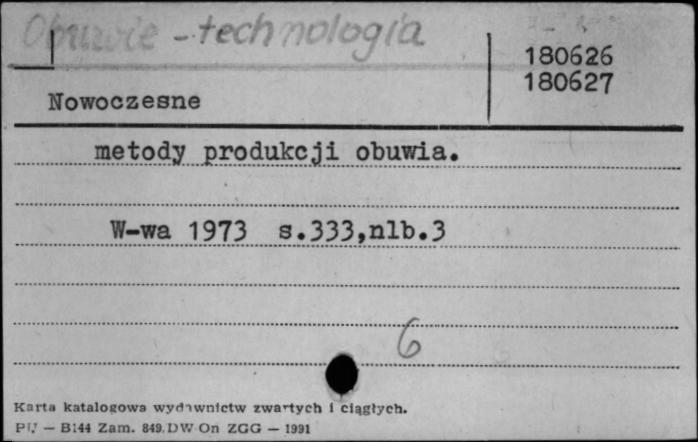 Obuwie - technologia
180626
180627
Nowoczesne
metody produkcji obuwia.
W-wa 1973 s.333,nlb.3
6
Karta katalogowa wydawnictw zwartych i ciągłych.
PU — B144 Zam. 849. DW On ZGG — 1991